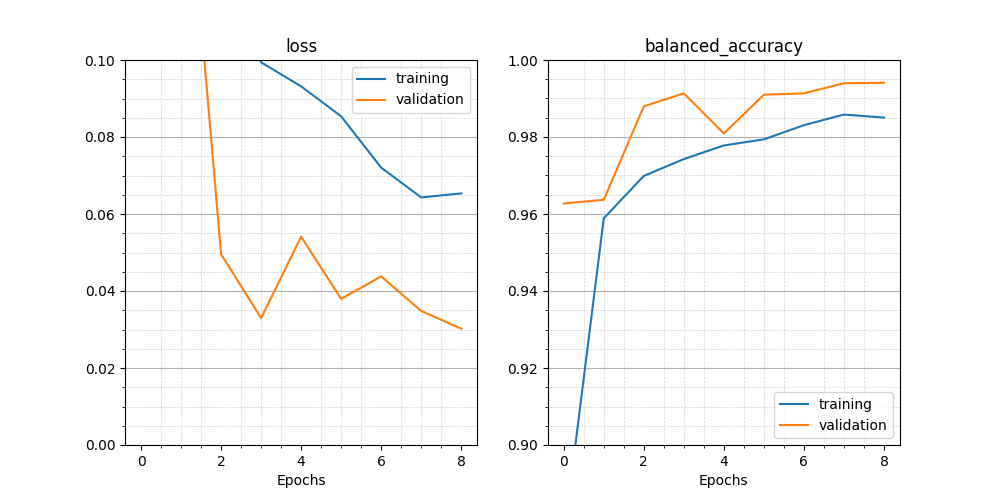 loss
0.10
0.08
0.06
0.04
0.02
0.00
0 2 4 6 8
Epochs
training
validation
balanced_accuracy
1.00
0.98
0.96
0.94
0.92
0.90
0 2 4 6 8
Epochs
training
validation